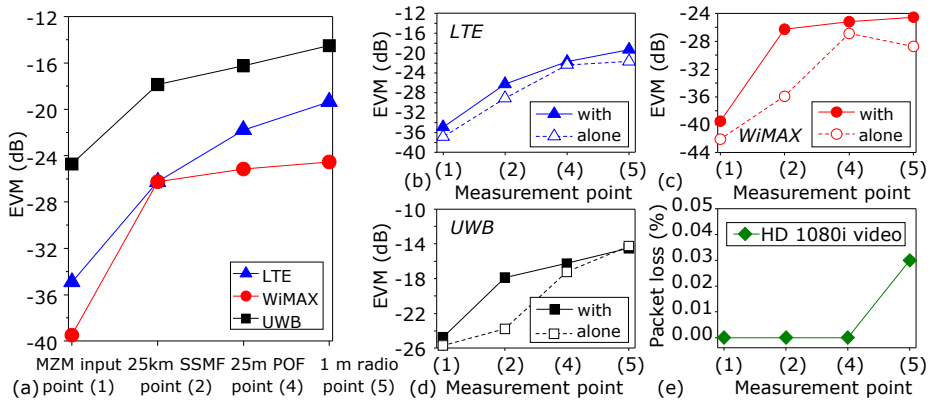 -12
-16
-20
-24
-28
-32
-36
-40
EVM (dB)
LTE
WiMAX
UWB
MZM input
point (1)
25km SSMF
point (2)
25m POF
point (4)
1 m radio
point (5)
(a)
-12
-16
-20
-24
-28
-32
-36
-40
EVM (dB)
LTE
with
alone
(1)
(2)
(4)
(5)
(b)
Measurement point
-24
-28
-32
-36
-40
-44
EVM (dB)
WiMAX
with
alone
(1)
(2)
(4)
(5)
(c)
Measurement point
-10
-14
-18
-22
-26
EVM (dB)
UWB
with
alone
(1)
(2)
(4)
(5)
(d)
Measurement point
0.05
0.04
0.03
0.02
0.01
0.00
Packet loss (%)
HD 1080i video
(1)
(2)
(4)
(5)
(e)
Measurement point